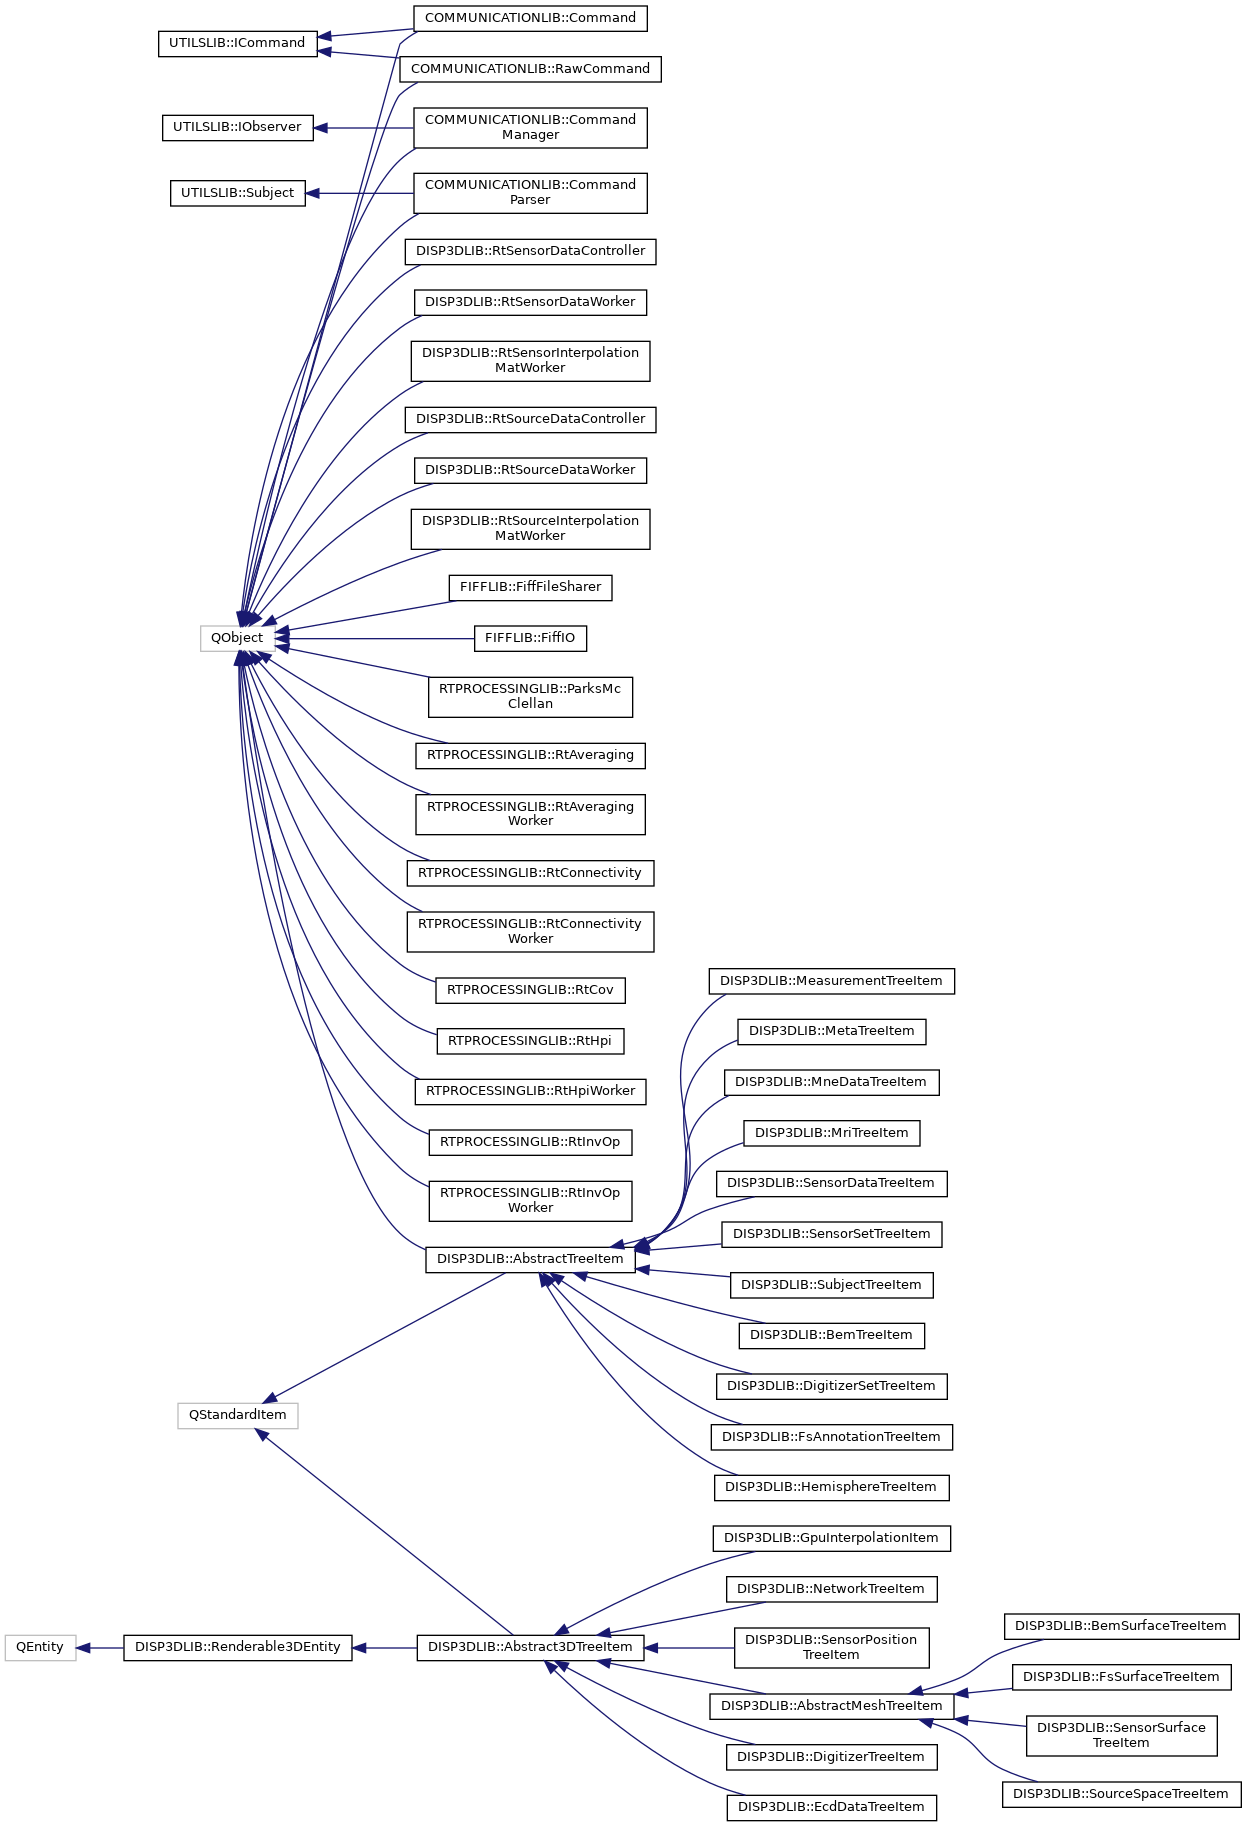 COMMUNICATIONLIB::Command
UTILSLIB::ICommand
COMMUNICATIONLIB::RawCommand
COMMUNICATIONLIB::Command
Manager
UTILSLIB::IObserver
COMMUNICATIONLIB::Command
Parser
UTILSLIB::Subject
DISP3DLIB::RtSensorDataController
DISP3DLIB::RtSensorDataWorker
DISP3DLIB::RtSensorInterpolation
MatWorker
DISP3DLIB::RtSourceDataController
DISP3DLIB::RtSourceDataWorker
DISP3DLIB::RtSourceInterpolation
MatWorker
FIFFLIB::FiffFileSharer
QObject
FIFFLIB::FiffIO
RTPROCESSINGLIB::ParksMc
Clellan
RTPROCESSINGLIB::RtAveraging
RTPROCESSINGLIB::RtAveraging
Worker
RTPROCESSINGLIB::RtConnectivity
RTPROCESSINGLIB::RtConnectivity
Worker
RTPROCESSINGLIB::RtCov
RTPROCESSINGLIB::RtHpi
RTPROCESSINGLIB::RtHpiWorker
RTPROCESSINGLIB::RtInvOp
RTPROCESSINGLIB::RtInvOp
Worker
DISP3DLIB::AbstractTreeItem
DISP3DLIB::MeasurementTreeItem
DISP3DLIB::MetaTreeItem
DISP3DLIB::MneDataTreeItem
DISP3DLIB::MriTreeItem
DISP3DLIB::SensorDataTreeItem
DISP3DLIB::SensorSetTreeItem
DISP3DLIB::SubjectTreeItem
DISP3DLIB::BemTreeItem
DISP3DLIB::DigitizerSetTreeItem
DISP3DLIB::FsAnnotationTreeItem
DISP3DLIB::HemisphereTreeItem
QStandardItem
QEntity
DISP3DLIB::Renderable3DEntity
DISP3DLIB::Abstract3DTreeItem
DISP3DLIB::GpuInterpolationItem
DISP3DLIB::NetworkTreeItem
DISP3DLIB::SensorPosition
TreeItem
DISP3DLIB::AbstractMeshTreeItem
DISP3DLIB::DigitizerTreeItem
DISP3DLIB::EcdDataTreeItem
DISP3DLIB::BemSurfaceTreeItem
DISP3DLIB::FsSurfaceTreeItem
DISP3DLIB::SensorSurface
TreeItem
DISP3DLIB::SourceSpaceTreeItem